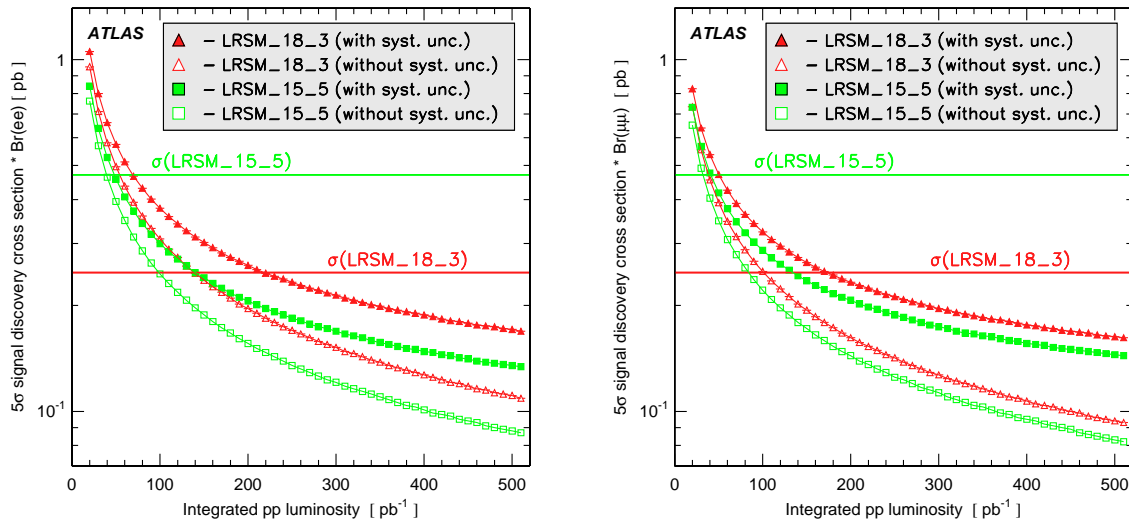 ATLAS
– LRSM_18_3 (with syst. unc.)
– LRSM_18_3 (without syst. unc.)
– LRSM_15_5 (with syst. unc.)
– LRSM_15_5 (without syst. unc.)
σ(LRSM_15_5)
σ(LRSM_18_3)
5σ signal discovery cross section * Br(ee) [ pb ]
1
10⁻¹
0 100 200 300 400 500
Integrated pp luminosity [ pb⁻¹ ]
ATLAS
– LRSM_18_3 (with syst. unc.)
– LRSM_18_3 (without syst. unc.)
– LRSM_15_5 (with syst. unc.)
– LRSM_15_5 (without syst. unc.)
σ(LRSM_15_5)
σ(LRSM_18_3)
5σ signal discovery cross section * Br(μμ) [ pb ]
1
10⁻¹
0 100 200 300 400 500
Integrated pp luminosity [ pb⁻¹ ]